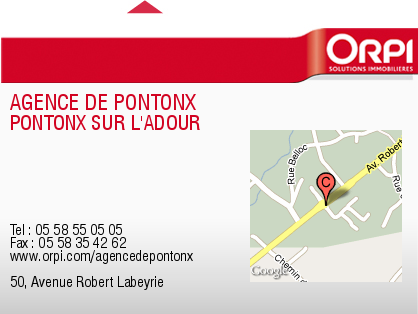 ORPI
SOLUTIONS IMMOBILIÈRES
AGENCE DE PONTONX
PONTONX SUR L'ADOUR
Rue Belloc
Av. Robert
C
Tel : 05 58 55 05 05
Fax : 05 58 35 42 62
www.orpi.com/agencedepontonx
Google
Chemin d
50, Avenue Robert Labeyrie